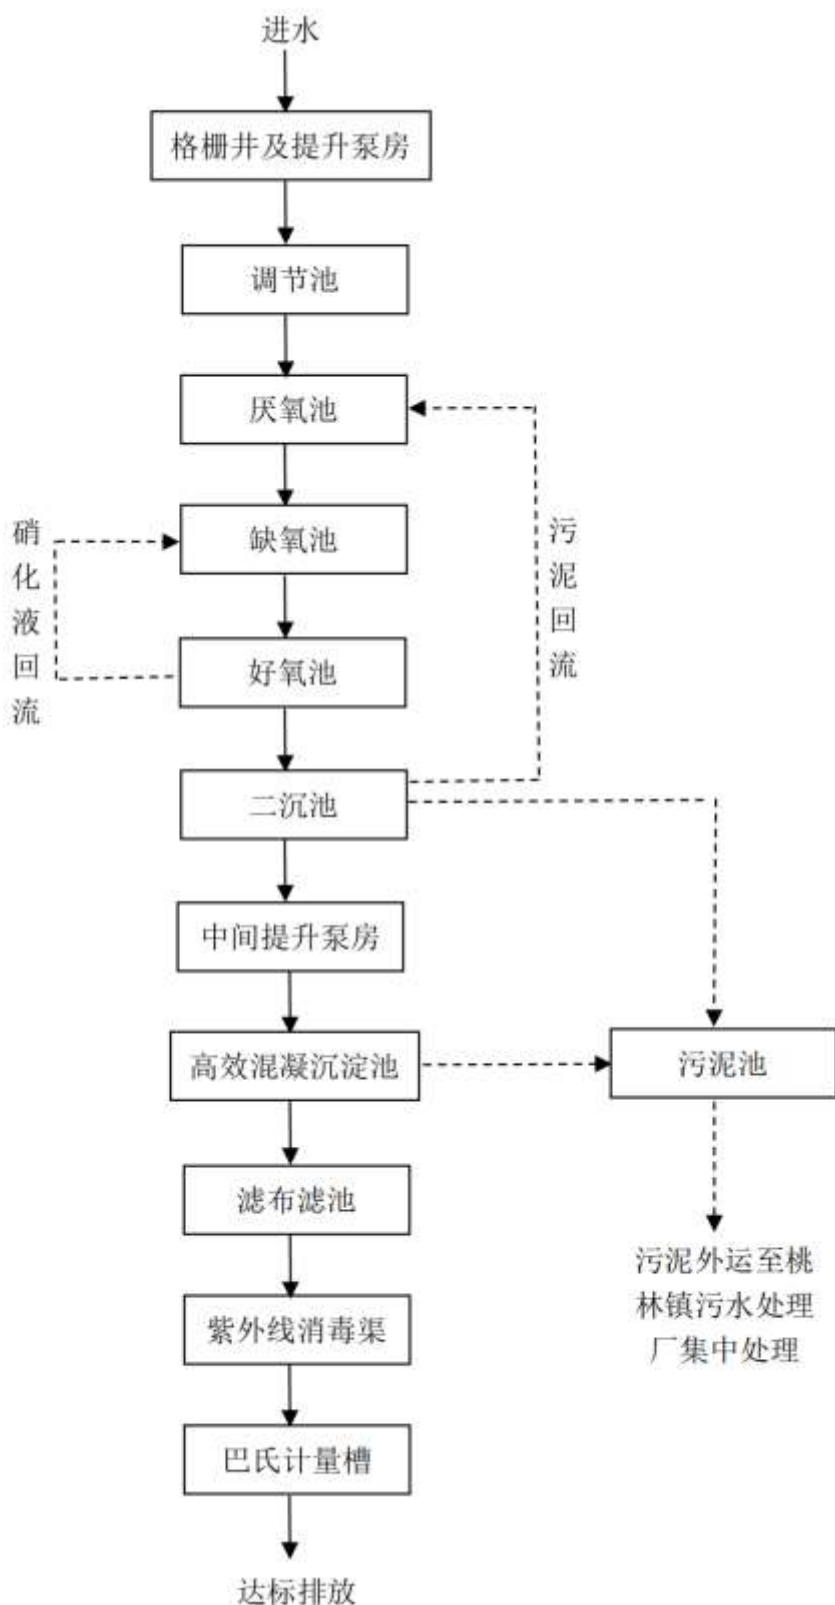 进水
格栅井及提升泵房
调节池
厌氧池
缺氧池
硝化液回流
污泥回流
好氧池
二沉池
中间提升泵房
高效混凝沉淀池
污泥池
滤布滤池
污泥外运至桃
林镇污水处理
厂集中处理
紫外线消毒渠
巴氏计量槽
达标排放